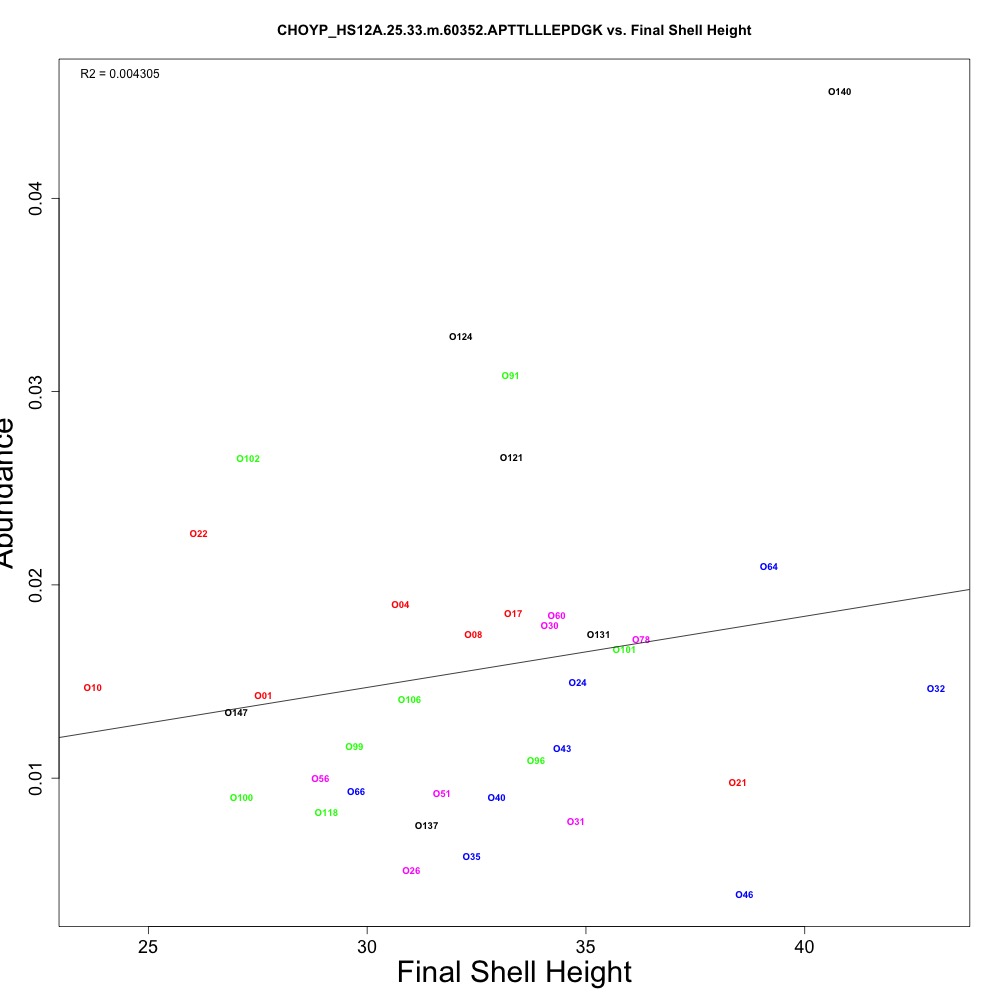 CHOYP_HS12A.25.33.m.60352.APTTLLLEPDGK vs. Final Shell Height
R2 = 0.004305
O140
0.04
O124
0.03
O91
O102
O121
O22
Abundance
O64
0.02
O04
O17
O60
O30
O08
O131
O78
O101
O24
O10
O32
O01
O106
O147
O99
O43
O96
0.01
O56
O21
O66
O51
O100
O40
O118
O31
O137
O35
O26
O46
25 30 35 40
Final Shell Height